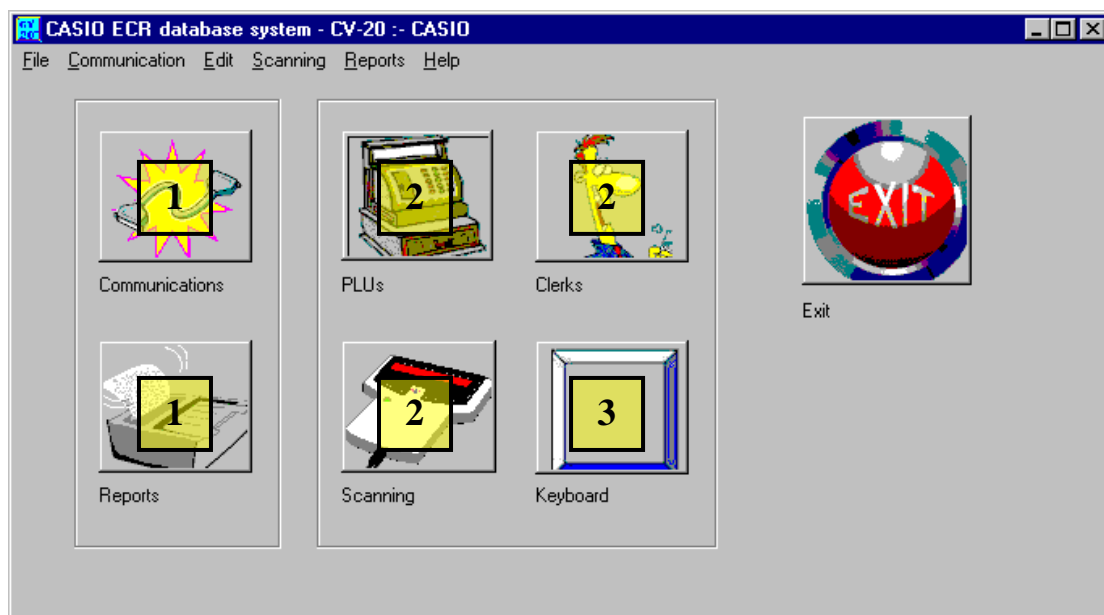 CASIO ECR database system - CV-20 :- CASIO
File Communication Edit Scanning Reports Help
1 2 2
EXIT
Communications PLUs Clerks
Exit
1 2 3
Reports Scanning Keyboard